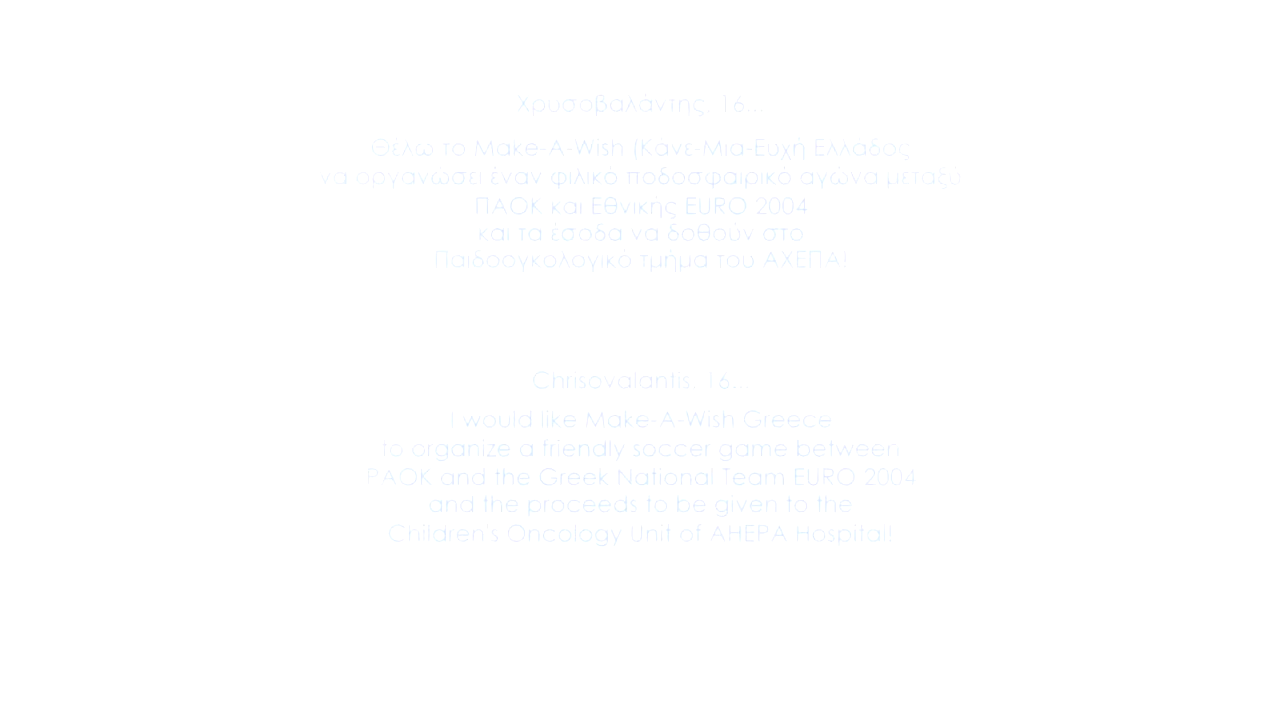 Χρυσοβαλάντης, 16...
Θέλω το Make-A-Wish (Κάνε-Μια-Ευχή Ελλάδος
να οργανώσει έναν φιλικό ποδοσφαιρικό αγώνα μεταξύ
ΠΑΟΚ και Εθνικής EURO 2004
και τα έσοδα να δοθούν στο
Παιδοογκολογικό τμήμα του ΑΧΕΠΑ!
Chrisovalantis, 16...
I would like Make-A-Wish Greece
to organize a friendly soccer game between
PAOK and the Greek National Team EURO 2004
and the proceeds to be given to the
Children's Oncology Unit of AHEPA Hospital!